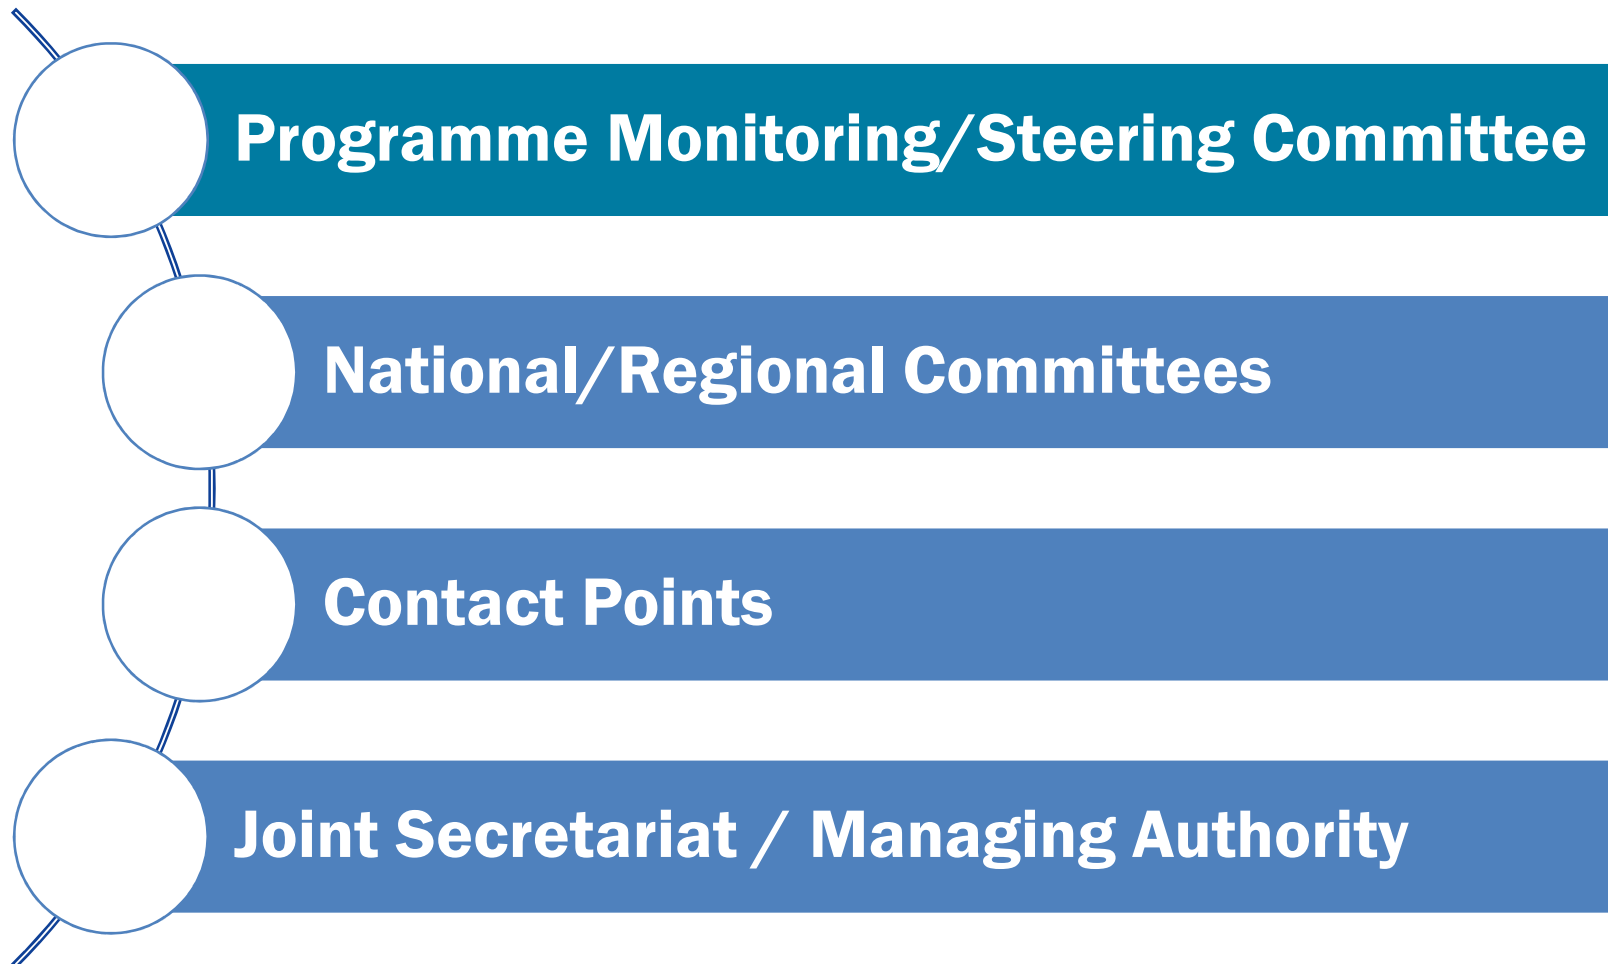 Programme Monitoring/Steering Committee
National/Regional Committees
Contact Points
Joint Secretariat / Managing Authority